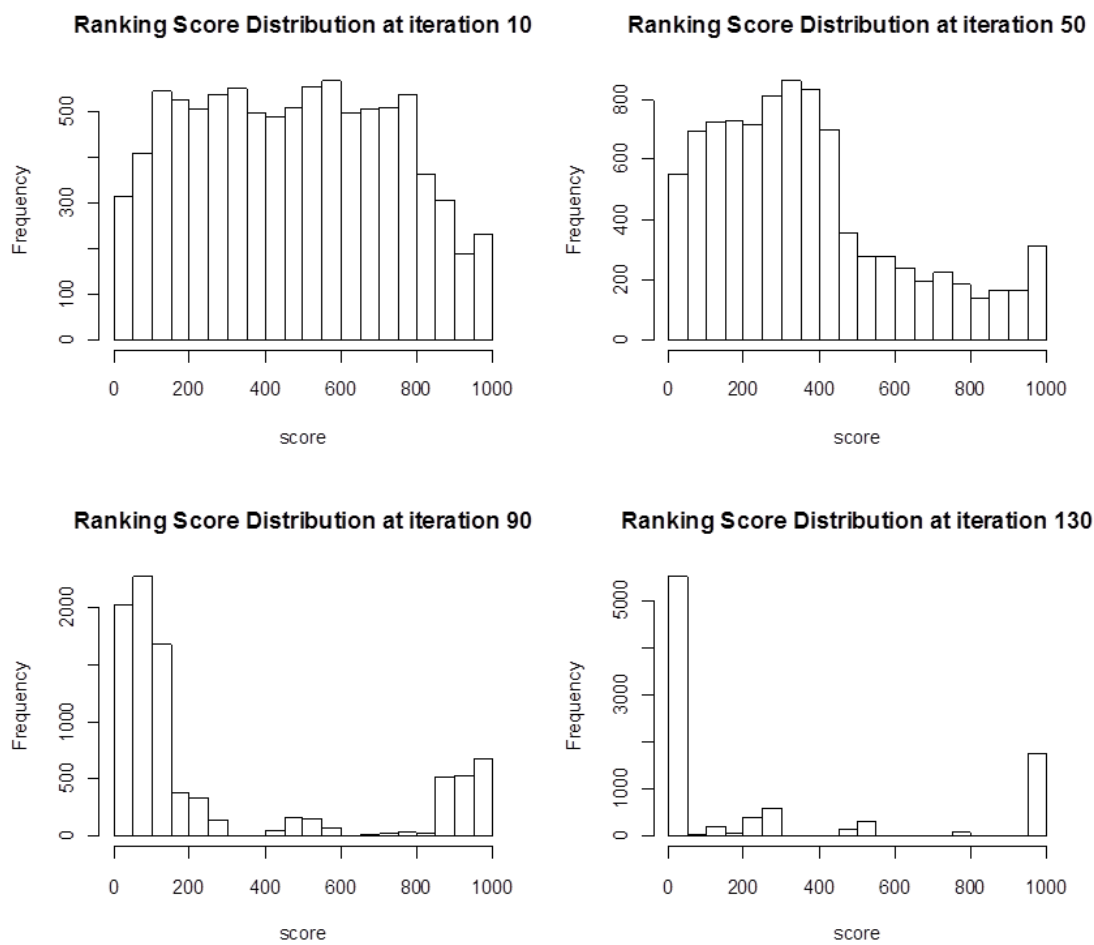 Ranking Score Distribution at iteration 10
Frequency
500
300
100
0
0 200 400 600 800 1000
score
Ranking Score Distribution at iteration 50
Frequency
800
600
400
200
0
0 200 400 600 800 1000
score
Ranking Score Distribution at iteration 90
Frequency
2000
1000
500
0
0 200 400 600 800 1000
score
Ranking Score Distribution at iteration 130
Frequency
5000
3000
1000
0
0 200 400 600 800 1000
score